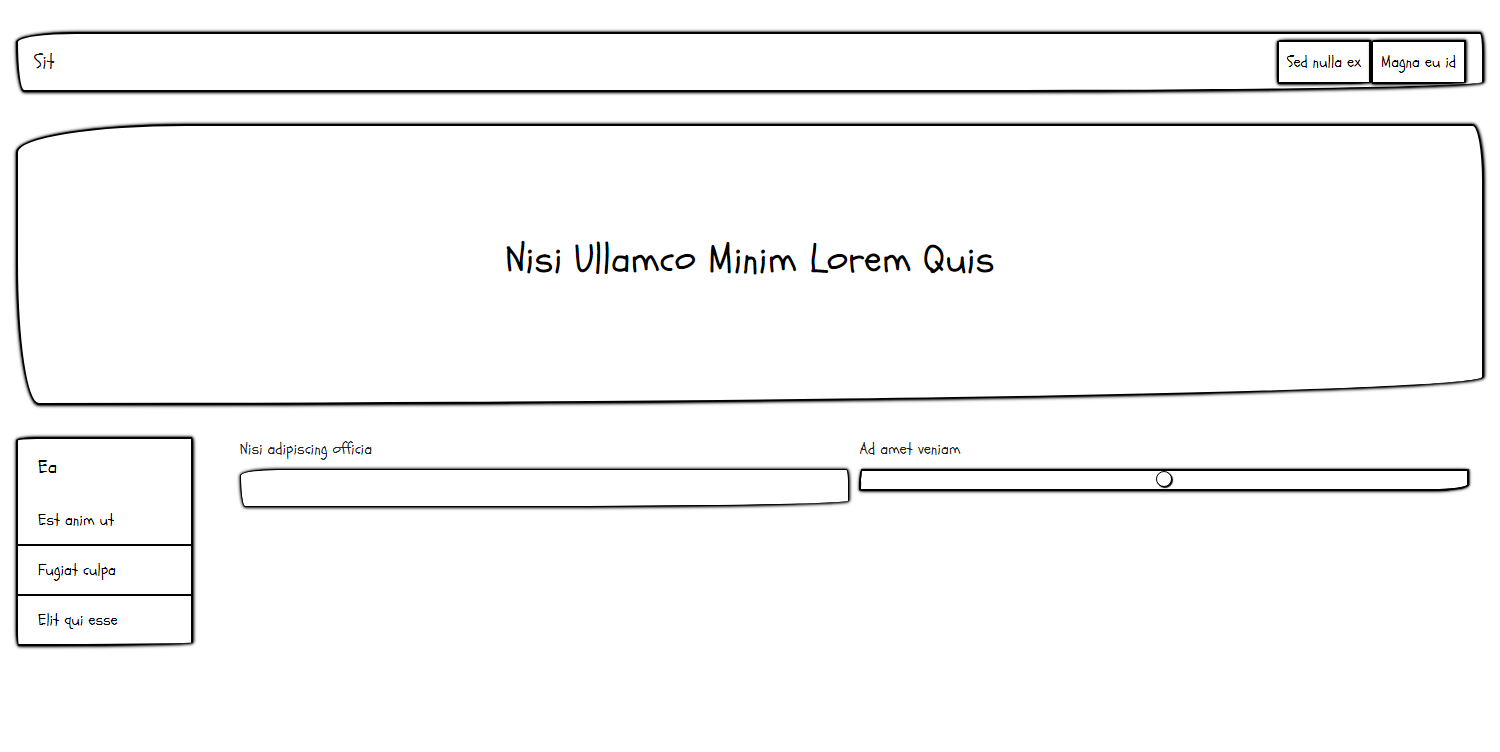 Sit
Sed nulla ex
Magna eu id
Nisi Ullamco Minim Lorem Quis
Ea
Est anim ut
Fugiat culpa
Elit qui esse
Nisi adipiscing officia
Ad amet veniam